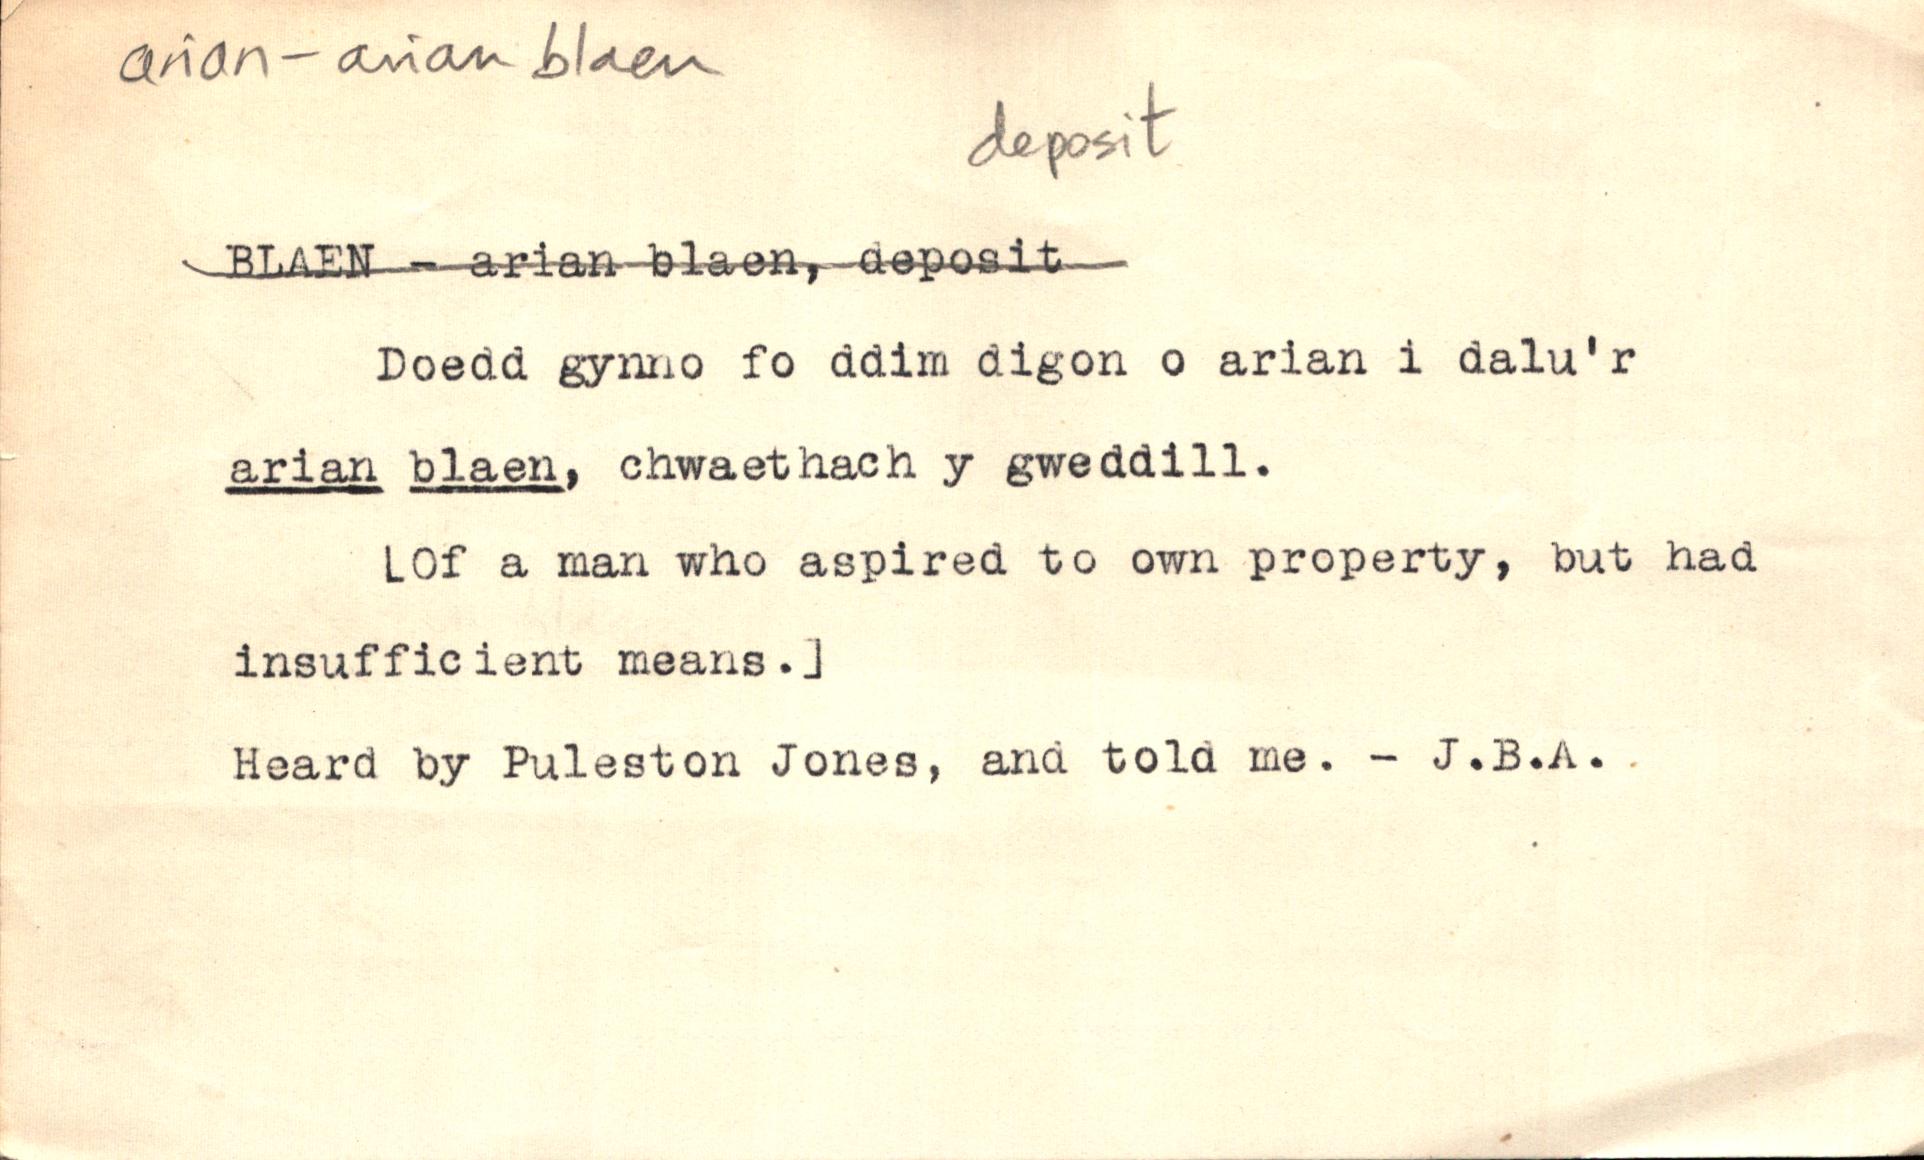 arian - arian blaen
deposit
BLAEN - arian blaen, deposit
Doedd gynno fo ddim digon o arian i dalu'r
arian blaen, chwaethach y gweddill.
[Of a man who aspired to own property, but had
insufficient means.]
Heard by Puleston Jones, and told me. - J.B.A.